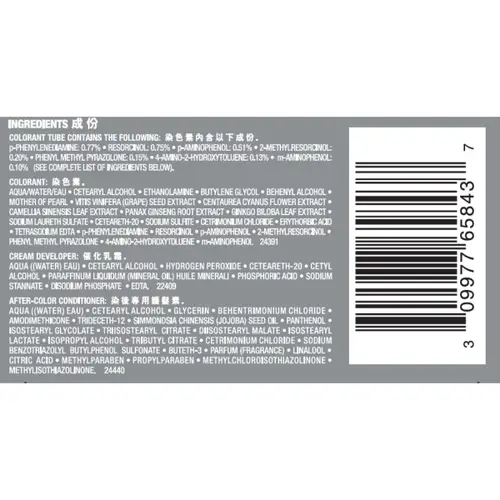 INGREDIENTS 成份
COLORANT TUBE CONTAINS THE FOLLOWING: 染色素內含以下成份.
p-PHENYLENEDIAMINE: 0.77% • RESORCINOL: 0.75% • p-AMINOPHENOL: 0.51% • 2-METHYLRESORCINOL:
0.20% • PHENYL METHYL PYRAZOLONE: 0.15% • 4-AMINO-2-HYDROXYTOLUENE: 0.13% • m-AMINOPHENOL:
0.10% (SEE COMPLETE LIST OF INGREDIENTS BELOW).
COLORANT: 染色素。
AQUA/WATER/EAU • CETEARYL ALCOHOL • ETHANOLAMINE • BUTYLENE GLYCOL • BEHENYL ALCOHOL •
MOTHER OF PEARL • VITIS VINIFERA (GRAPE) SEED EXTRACT • CENTAUREA CYANUS FLOWER EXTRACT •
CAMELLIA SINENSIS LEAF EXTRACT • PANAX GINSENG ROOT EXTRACT • GINKGO BILOBA LEAF EXTRACT •
SODIUM LAURETH SULFATE • CETEARETH-20 • SODIUM SULFITE • CETRIMONIUM CHLORIDE • ERYTHORBIC ACID
• TETRASODIUM EDTA • p-PHENYLENEDIAMINE • RESORCINOL • p-AMINOPHENOL • 2-METHYLRESORCINOL •
PHENYL METHYL PYRAZOLONE • 4-AMINO-2-HYDROXYTOLUENE • m-AMINOPHENOL 24391
CREAM DEVELOPER: 催化乳霜。
AQUA ((WATER) EAU) • CETEARYL ALCOHOL • HYDROGEN PEROXIDE • CETEARETH-20 • CETYL
ALCOHOL • PARAFFINUM LIQUIDUM (MINERAL OIL) HUILE MINERALI • PHOSPHORIC ACID • SODIUM
STANNATE • DISODIUM PHOSPHATE • EDTA. 22409
AFTER-COLOR CONDITIONER: 染後專用護髮素。
AQUA ((WATER) EAU) • CETEARYL ALCOHOL • GLYCERIN • BEHENTRIMONIUM CHLORIDE •
AMODIMETHICONE • TRIDECETH-12 • SIMMONDSIA CHINENSIS (JOJOBA) SEED OIL • PANTHENOL
ISOSTEARYL GLYCOLATE • TRIISOSTEARYL CITRATE • DIISOSTEARYL MALATE • ISOSTEARYL
LACTATE • ISOPROPYL ALCOHOL • TRIBUTYL CITRATE • CETRIMONIUM CHLORIDE • SODIUM
BENZOTRIAZOLYL BUTYLPHENOL SULFONATE • BUTETH-3 • PARFUM (FRAGRANCE) • LINALOOL •
CITRIC ACID • METHYLPARABEN • PROPYLPARABEN • METHYLCHLOROISOTHIAZOLINONE •
METHYLISOTHIAZOLINONE. 24440
3 09977 65843 7